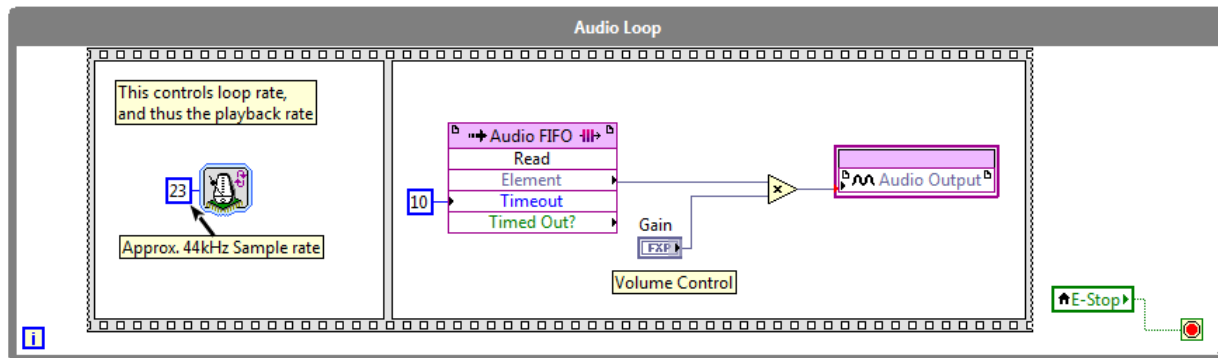 Audio Loop
This controls loop rate,
and thus the playback rate
23
Approx. 44kHz Sample rate
Audio FIFO
Read
Element
10
Timeout
Timed Out?
Gain
FXP
Volume Control
x
Audio Output
E-Stop
i